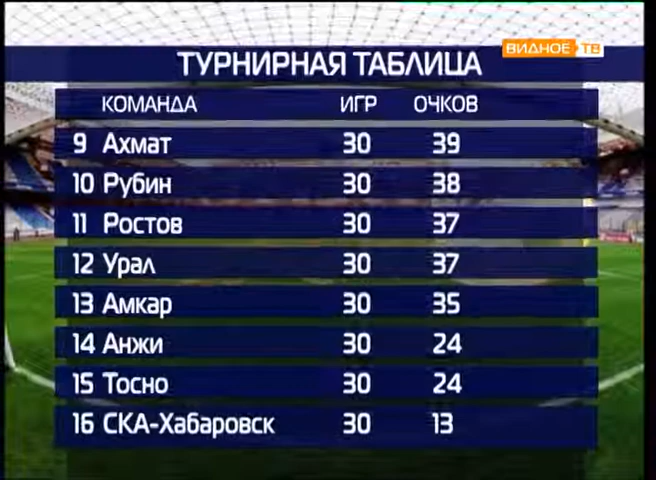 ВИДНОЕ ТВ
ТУРНИРНАЯ ТАБЛИЦА
КОМАНДА ИГР ОЧКОВ
9 Ахмат 30 39
10 Рубин 30 38
11 Ростов 30 37
12 Урал 30 37
13 Амкар 30 35
14 Анжи 30 24
15 Тосно 30 24
16 СКА-Хабаровск 30 13